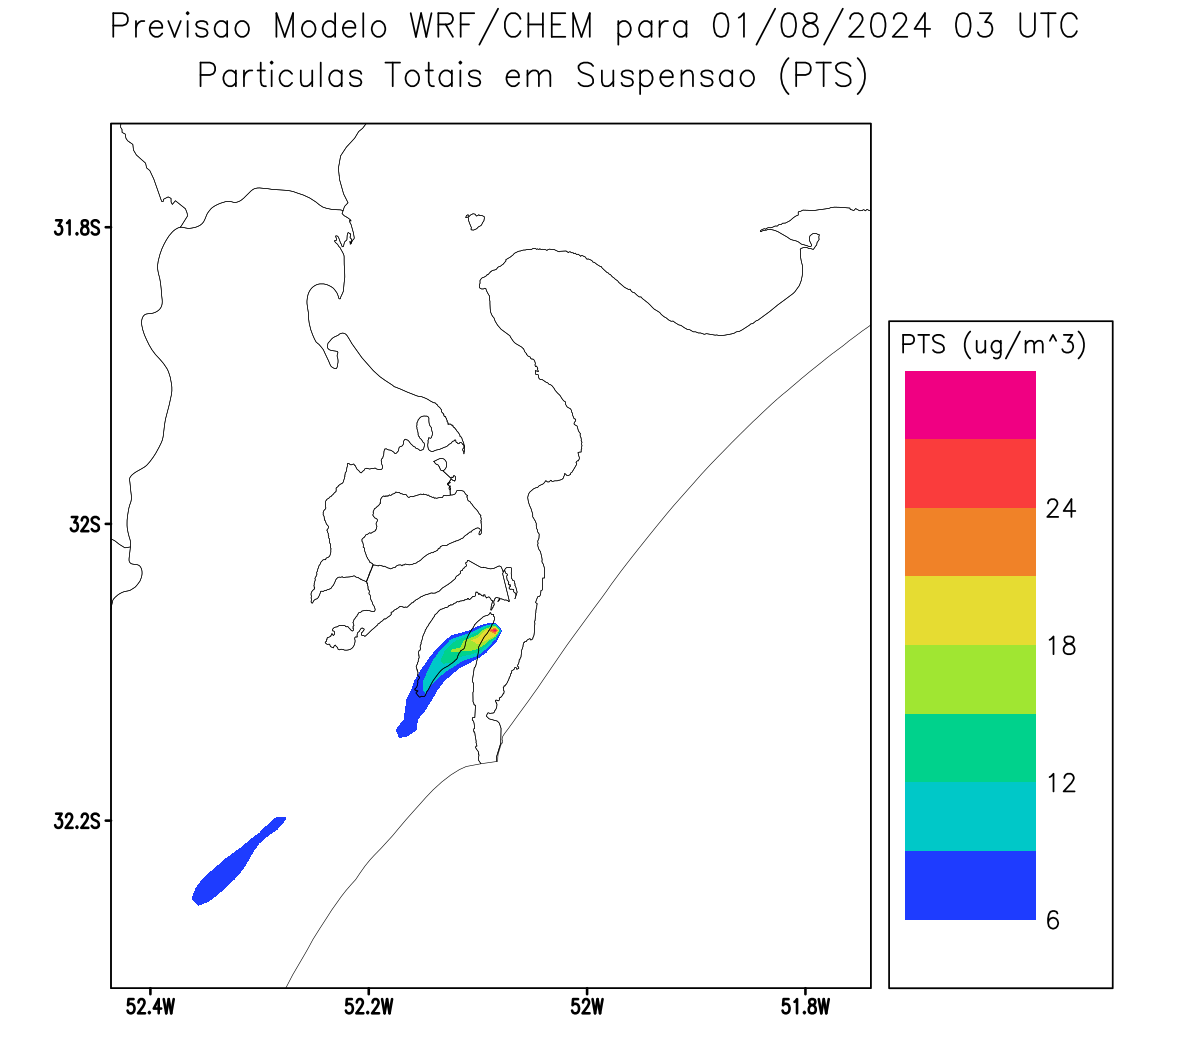 Previsao Modelo WRF/CHEM para 01/08/2024 03 UTC
Particulas Totais em Suspensao (PTS)
31.8S
32S
32.2S
52.4W
52.2W
52W
51.8W
PTS (ug/m^3)
24
18
12
6